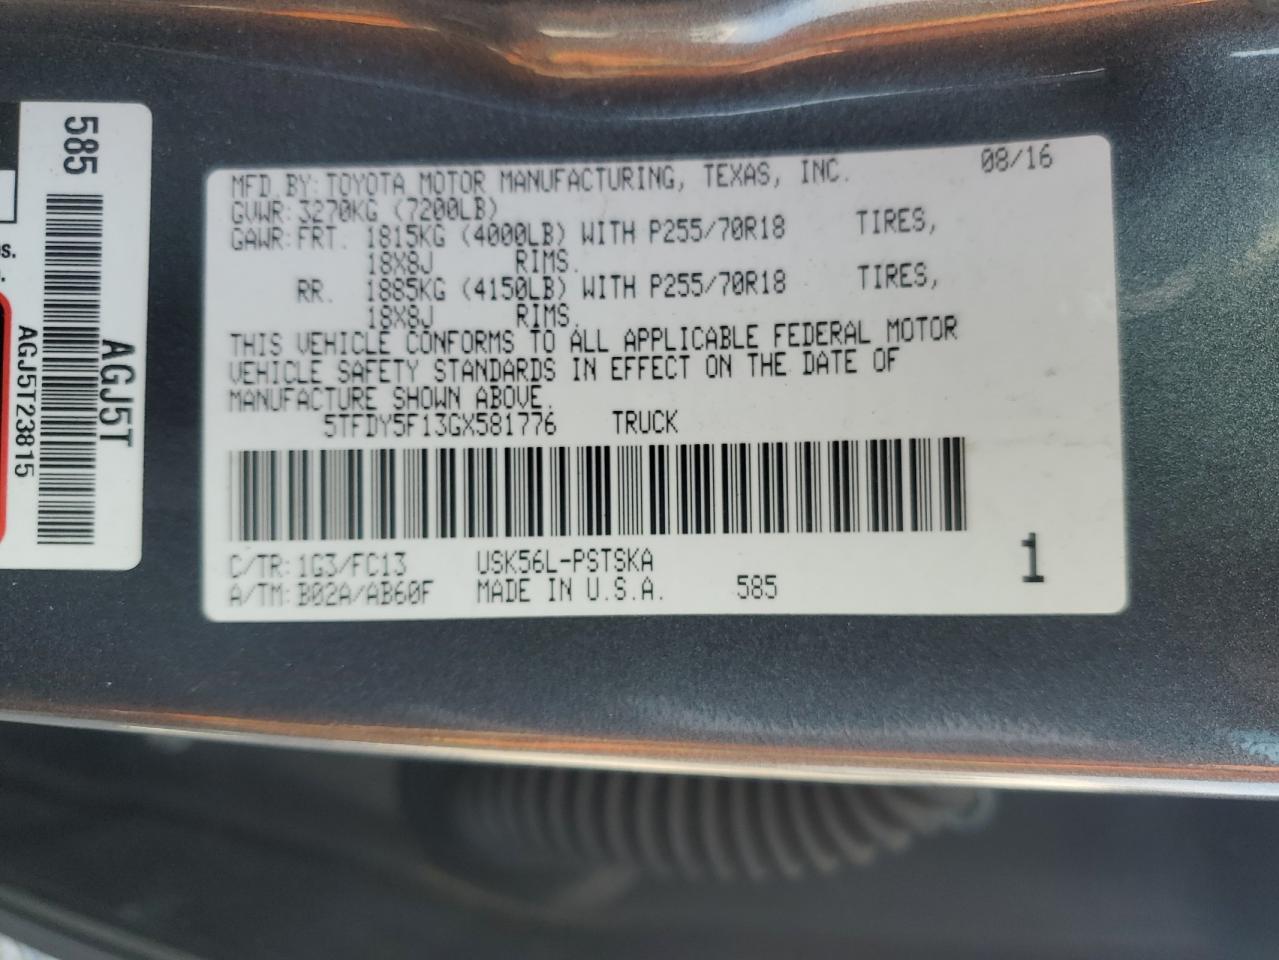 585
AGJ5T
AGJ5T23815
MFD.BY:TOYOTA MOTOR MANUFACTURING, TEXAS, INC. 08/16
GVWR:3270KG (7200LB)
GAWR:FRT. 1815KG (4000LB) WITH P255/70R18 TIRES,
18X8J RIMS.
RR. 1885KG (4150LB) WITH P255/70R18 TIRES,
18X8J RIMS.
THIS VEHICLE CONFORMS TO ALL APPLICABLE FEDERAL MOTOR
VEHICLE SAFETY STANDARDS IN EFFECT ON THE DATE OF
MANUFACTURE SHOWN ABOVE.
5TFDY5F13GX581776 TRUCK
C/TR:1G3/FC13 USK56L-PSTSKA
A/TM:B02A/AB60F MADE IN U.S.A. 585
1